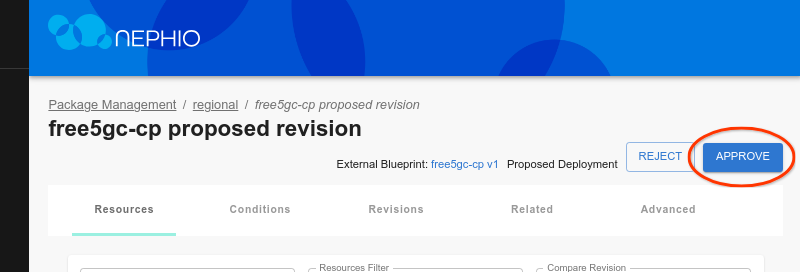 NEPHIO
Package Management / regional / free5gc-cp proposed revision
free5gc-cp proposed revision
External Blueprint: free5gc-cp v1 Proposed Deployment REJECT APPROVE
Resources Conditions Revisions Related Advanced
Resources Filter Compare Revision